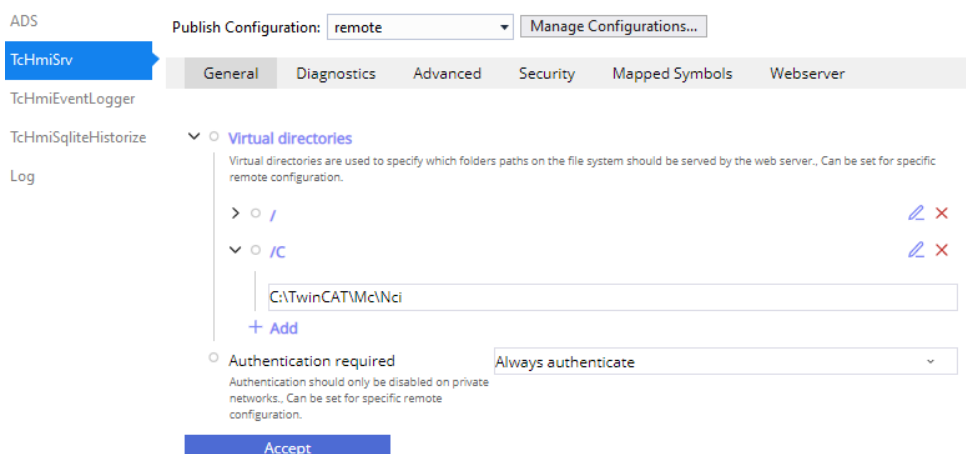 ADS
TcHmiSrv
TcHmiEventLogger
TcHmiSqliteHistorize
Log
Publish Configuration: remote Manage Configurations...
General Diagnostics Advanced Security Mapped Symbols Webserver
Virtual directories
Virtual directories are used to specify which folders paths on the file system should be served by the web server., Can be set for specific
remote configuration.
/
/C
C:\TwinCAT\Mc\Nci
+ Add
Authentication required Always authenticate
Authentication should only be disabled on private
networks., Can be set for specific remote
configuration.
Accept